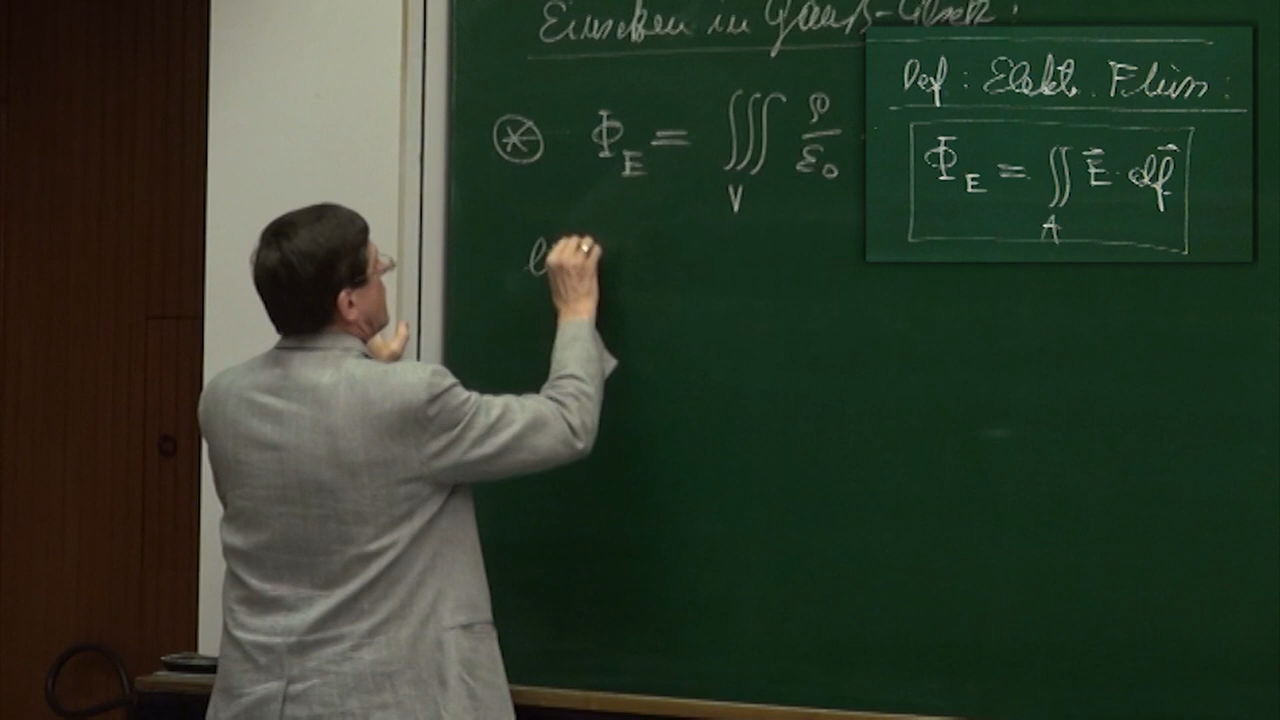 Einsetzen in Gauß-Gesetz:
⊛ Φ_E = ∭_V ρ/ε₀
Def: Elekt. Fluss:
Φ_E = ∬_A E⃗ · df⃗